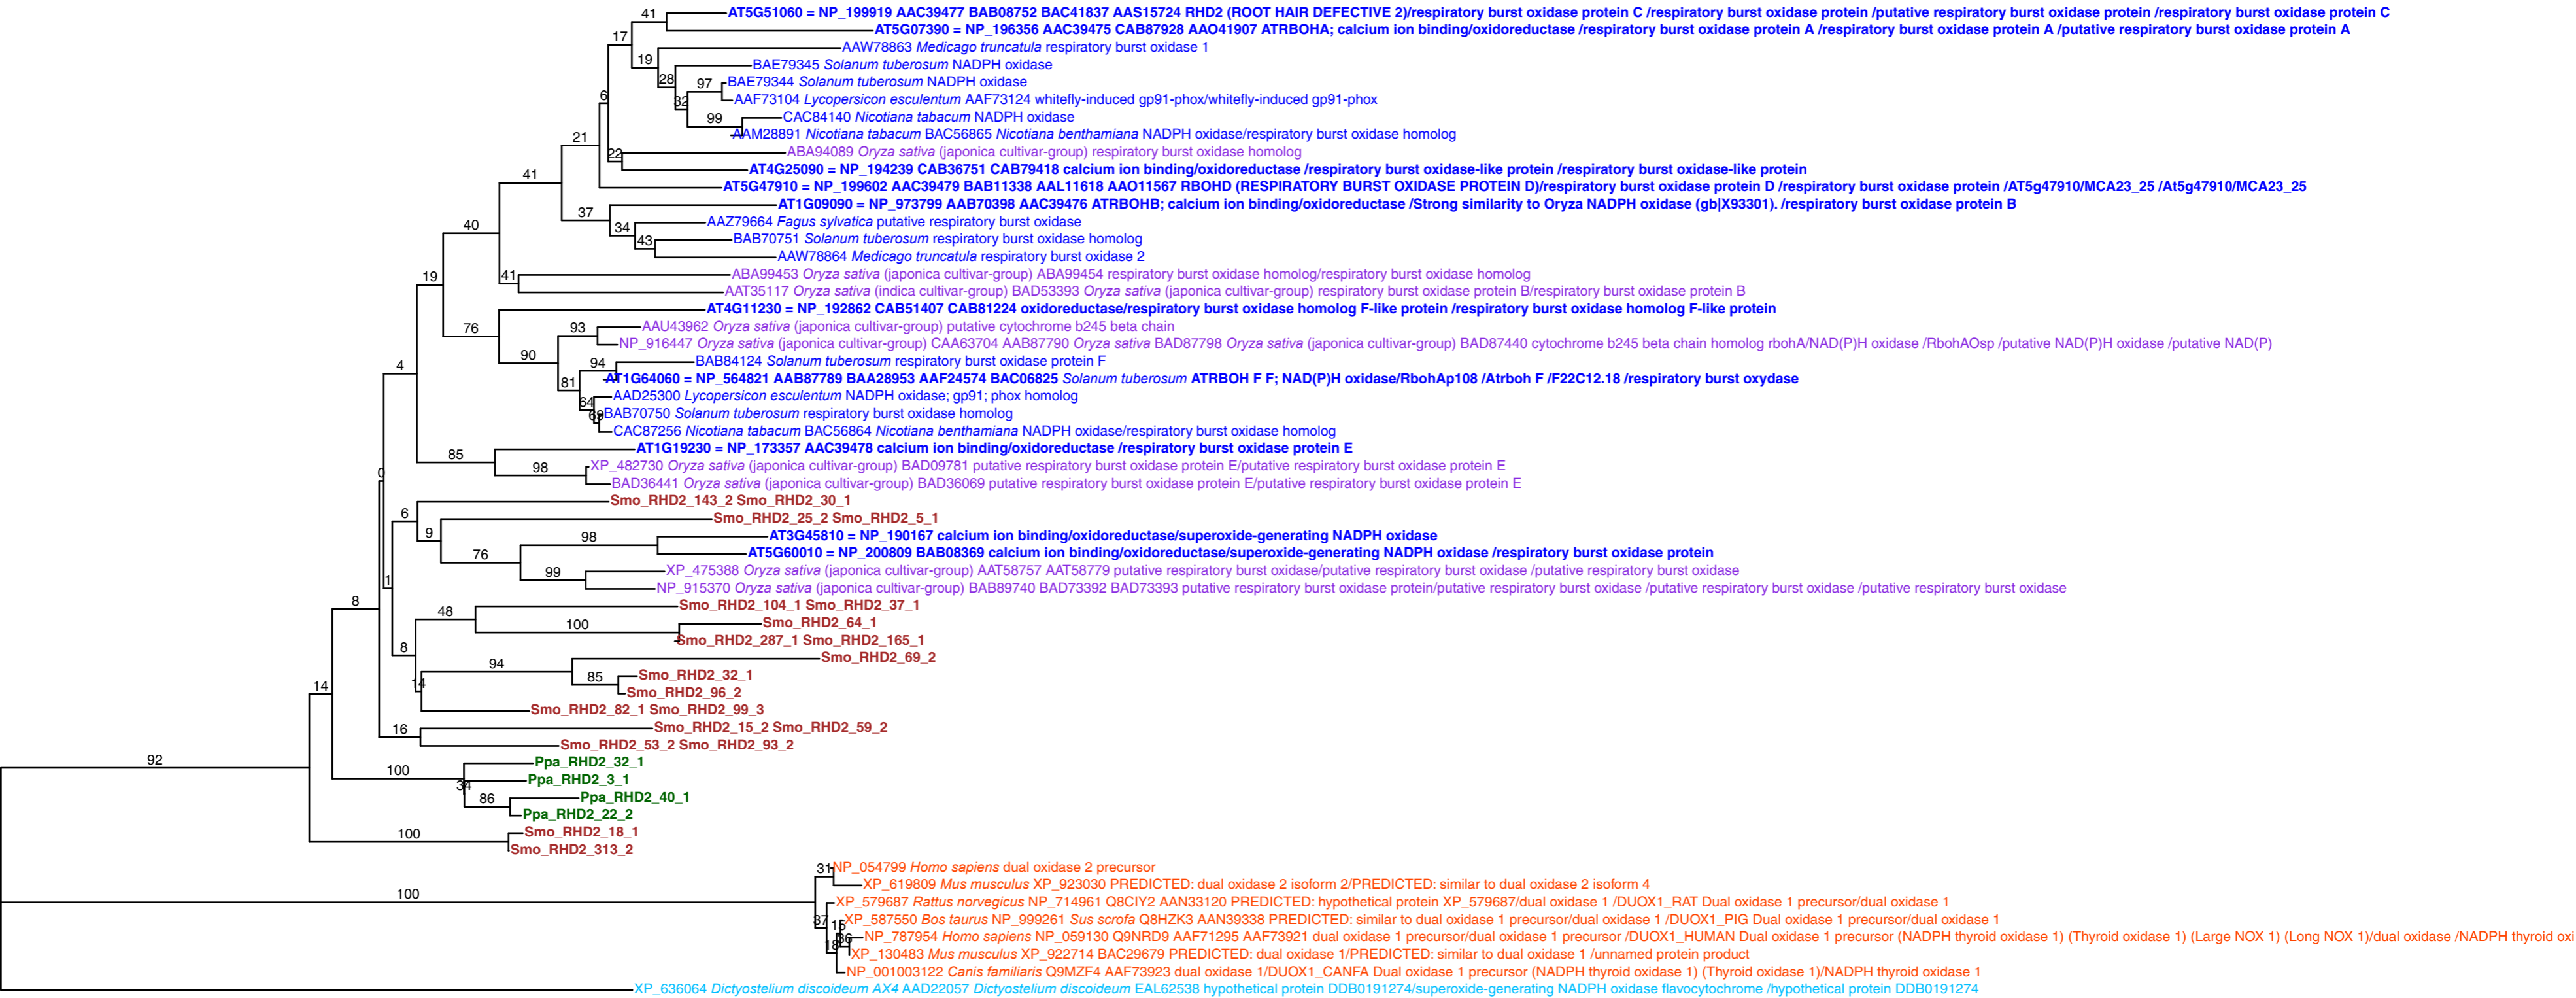 41 AT5G51060 = NP_199919 AAC39477 BAB08752 BAC41837 AAS15724 RHD2 (ROOT HAIR DEFECTIVE 2)/respiratory burst oxidase protein C /respiratory burst oxidase protein /putative respiratory burst oxidase protein /respiratory burst oxidase protein C
AT5G07390 = NP_196356 AAC39475 CAB87928 AAO41907 ATRBOHA; calcium ion binding/oxidoreductase /respiratory burst oxidase protein A /respiratory burst oxidase protein A /putative respiratory burst oxidase protein A
17
AAW78863 Medicago truncatula respiratory burst oxidase 1
19
BAE79345 Solanum tuberosum NADPH oxidase
28
97 BAE79344 Solanum tuberosum NADPH oxidase
6 32 AAF73104 Lycopersicon esculentum AAF73124 whitefly-induced gp91-phox/whitefly-induced gp91-phox
99 CAC84140 Nicotiana tabacum NADPH oxidase
AAM28891 Nicotiana tabacum BAC56865 Nicotiana benthamiana NADPH oxidase/respiratory burst oxidase homolog
21
22 ABA94089 Oryza sativa (japonica cultivar-group) respiratory burst oxidase homolog
AT4G25090 = NP_194239 CAB36751 CAB79418 calcium ion binding/oxidoreductase /respiratory burst oxidase-like protein /respiratory burst oxidase-like protein
41
AT5G47910 = NP_199602 AAC39479 BAB11338 AAL11618 AAO11567 RBOHD (RESPIRATORY BURST OXIDASE PROTEIN D)/respiratory burst oxidase protein D /respiratory burst oxidase protein /AT5g47910/MCA23_25 /At5g47910/MCA23_25
AT1G09090 = NP_973799 AAB70398 AAC39476 ATRBOHB; calcium ion binding/oxidoreductase /Strong similarity to Oryza NADPH oxidase (gb|X93301). /respiratory burst oxidase protein B
37
AAZ79664 Fagus sylvatica putative respiratory burst oxidase
40 34
43 BAB70751 Solanum tuberosum respiratory burst oxidase homolog
AAW78864 Medicago truncatula respiratory burst oxidase 2
41 ABA99453 Oryza sativa (japonica cultivar-group) ABA99454 respiratory burst oxidase homolog/respiratory burst oxidase homolog
19
AAT35117 Oryza sativa (indica cultivar-group) BAD53393 Oryza sativa (japonica cultivar-group) respiratory burst oxidase protein B/respiratory burst oxidase protein B
AT4G11230 = NP_192862 CAB51407 CAB81224 oxidoreductase/respiratory burst oxidase homolog F-like protein /respiratory burst oxidase homolog F-like protein
76 93 AAU43962 Oryza sativa (japonica cultivar-group) putative cytochrome b245 beta chain
NP_916447 Oryza sativa (japonica cultivar-group) CAA63704 AAB87790 Oryza sativa BAD87798 Oryza sativa (japonica cultivar-group) BAD87440 cytochrome b245 beta chain homolog rbohA/NAD(P)H oxidase /RbohAOsp /putative NAD(P)H oxidase /putative NAD(P)
90
4 94 BAB84124 Solanum tuberosum respiratory burst oxidase protein F
81 AT1G64060 = NP_564821 AAB87789 BAA28953 AAF24574 BAC06825 Solanum tuberosum ATRBOH F F; NAD(P)H oxidase/RbohAp108 /Atrboh F /F22C12.18 /respiratory burst oxydase
64 AAD25300 Lycopersicon esculentum NADPH oxidase; gp91; phox homolog
BAB70750 Solanum tuberosum respiratory burst oxidase homolog
CAC87256 Nicotiana tabacum BAC56864 Nicotiana benthamiana NADPH oxidase/respiratory burst oxidase homolog
AT1G19230 = NP_173357 AAC39478 calcium ion binding/oxidoreductase /respiratory burst oxidase protein E
85
0 98 XP_482730 Oryza sativa (japonica cultivar-group) BAD09781 putative respiratory burst oxidase protein E/putative respiratory burst oxidase protein E
BAD36441 Oryza sativa (japonica cultivar-group) BAD36069 putative respiratory burst oxidase protein E/putative respiratory burst oxidase protein E
Smo_RHD2_143_2 Smo_RHD2_30_1
6
Smo_RHD2_25_2 Smo_RHD2_5_1
9
98 AT3G45810 = NP_190167 calcium ion binding/oxidoreductase/superoxide-generating NADPH oxidase
76 AT5G60010 = NP_200809 BAB08369 calcium ion binding/oxidoreductase/superoxide-generating NADPH oxidase /respiratory burst oxidase protein
1 99 XP_475388 Oryza sativa (japonica cultivar-group) AAT58757 AAT58779 putative respiratory burst oxidase/putative respiratory burst oxidase /putative respiratory burst oxidase
NP_915370 Oryza sativa (japonica cultivar-group) BAB89740 BAD73392 BAD73393 putative respiratory burst oxidase protein/putative respiratory burst oxidase /putative respiratory burst oxidase /putative respiratory burst oxidase
8 48 Smo_RHD2_104_1 Smo_RHD2_37_1
100 Smo_RHD2_64_1
Smo_RHD2_287_1 Smo_RHD2_165_1
8
94 Smo_RHD2_69_2
14 85 Smo_RHD2_32_1
Smo_RHD2_96_2
14
Smo_RHD2_82_1 Smo_RHD2_99_3
16 Smo_RHD2_15_2 Smo_RHD2_59_2
Smo_RHD2_53_2 Smo_RHD2_93_2
92 100 Ppa_RHD2_32_1
34 Ppa_RHD2_3_1
86 Ppa_RHD2_40_1
Ppa_RHD2_22_2
100 Smo_RHD2_18_1
Smo_RHD2_313_2
31 NP_054799 Homo sapiens dual oxidase 2 precursor
XP_619809 Mus musculus XP_923030 PREDICTED: dual oxidase 2 isoform 2/PREDICTED: similar to dual oxidase 2 isoform 4
100 XP_579687 Rattus norvegicus NP_714961 Q8CIY2 AAN33120 PREDICTED: hypothetical protein XP_579687/dual oxidase 1 /DUOX1_RAT Dual oxidase 1 precursor/dual oxidase 1
37 15 XP_587550 Bos taurus NP_999261 Sus scrofa Q8HZK3 AAN39338 PREDICTED: similar to dual oxidase 1 precursor/dual oxidase 1 /DUOX1_PIG Dual oxidase 1 precursor/dual oxidase 1
18 36 NP_787954 Homo sapiens NP_059130 Q9NRD9 AAF71295 AAF73921 dual oxidase 1 precursor/dual oxidase 1 precursor /DUOX1_HUMAN Dual oxidase 1 precursor (NADPH thyroid oxidase 1) (Thyroid oxidase 1) (Large NOX 1) (Long NOX 1)/dual oxidase /NADPH thyroid oxi
XP_130483 Mus musculus XP_922714 BAC29679 PREDICTED: dual oxidase 1/PREDICTED: similar to dual oxidase 1 /unnamed protein product
NP_001003122 Canis familiaris Q9MZF4 AAF73923 dual oxidase 1/DUOX1_CANFA Dual oxidase 1 precursor (NADPH thyroid oxidase 1) (Thyroid oxidase 1)/NADPH thyroid oxidase 1
XP_636064 Dictyostelium discoideum AX4 AAD22057 Dictyostelium discoideum EAL62538 hypothetical protein DDB0191274/superoxide-generating NADPH oxidase flavocytochrome /hypothetical protein DDB0191274